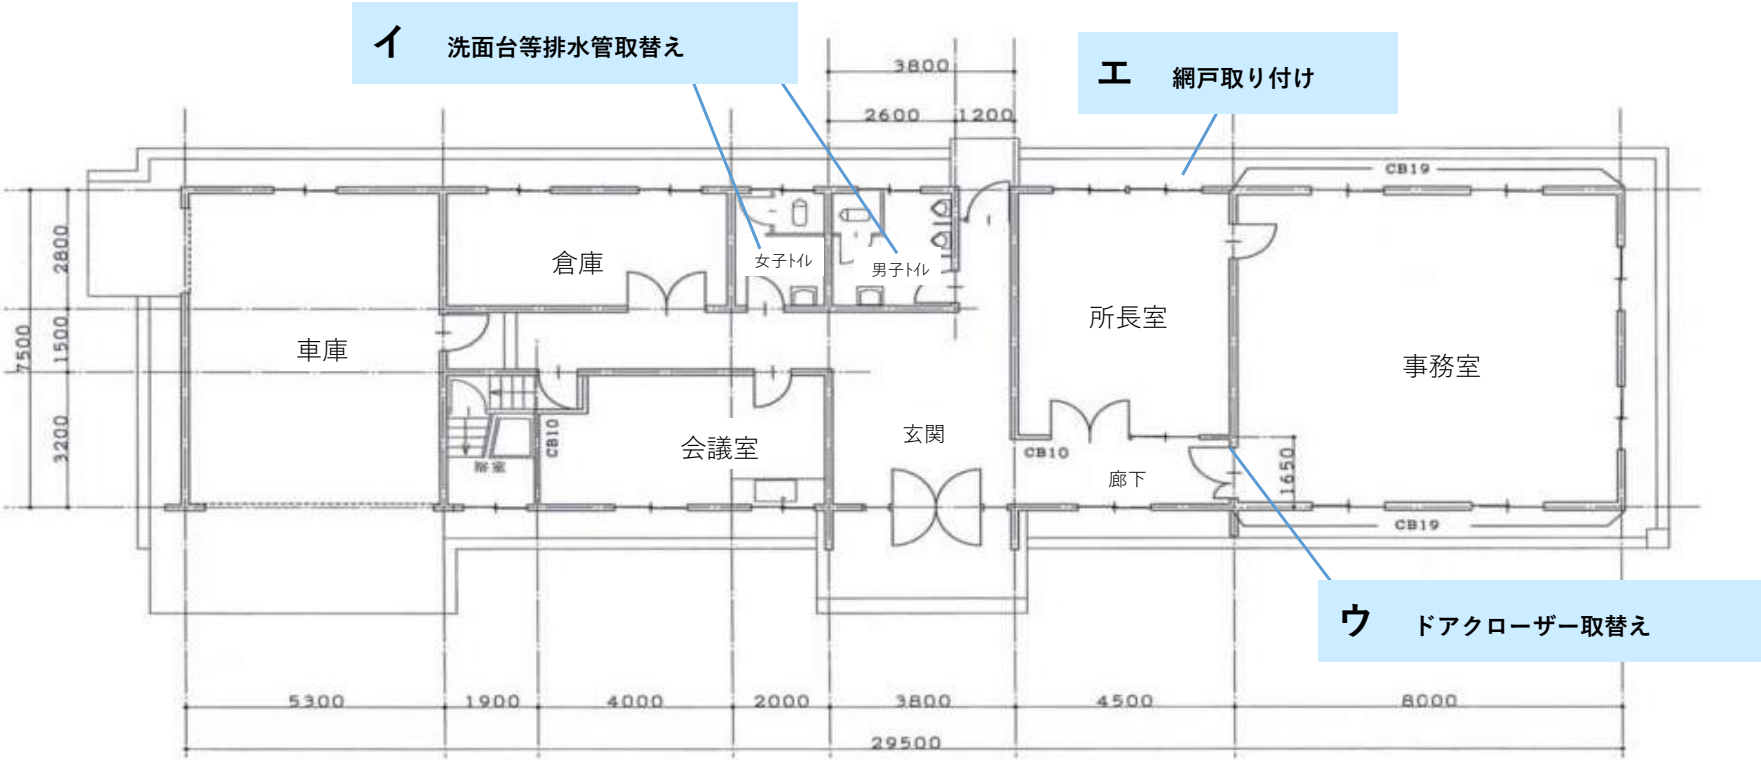 イ 洗面台等排水管取替え
エ 網戸取り付け
3800
2600
1200
CB19
2800
1500
3200
7500
倉庫
女子ﾄｲﾚ
男子ﾄｲﾚ
車庫
所長室
事務室
会議室
玄関
廊下
浴室
CB10
CB10
1650
CB19
ウ ドアクローザー取替え
5300
1900
4000
2000
3800
4500
8000
29500